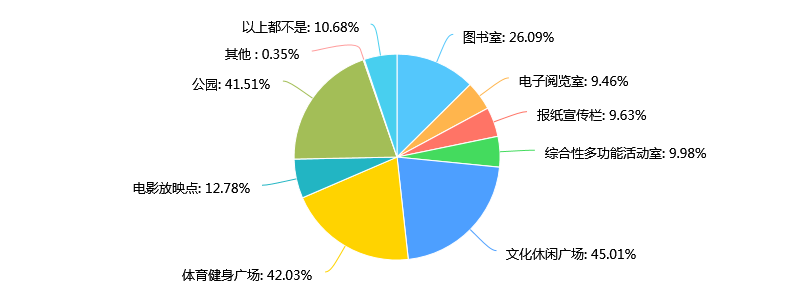 以上都不是: 10.68%
图书室: 26.09%
其他 : 0.35%
电子阅览室: 9.46%
公园: 41.51%
报纸宣传栏: 9.63%
综合性多功能活动室: 9.98%
电影放映点: 12.78%
文化休闲广场: 45.01%
体育健身广场: 42.03%